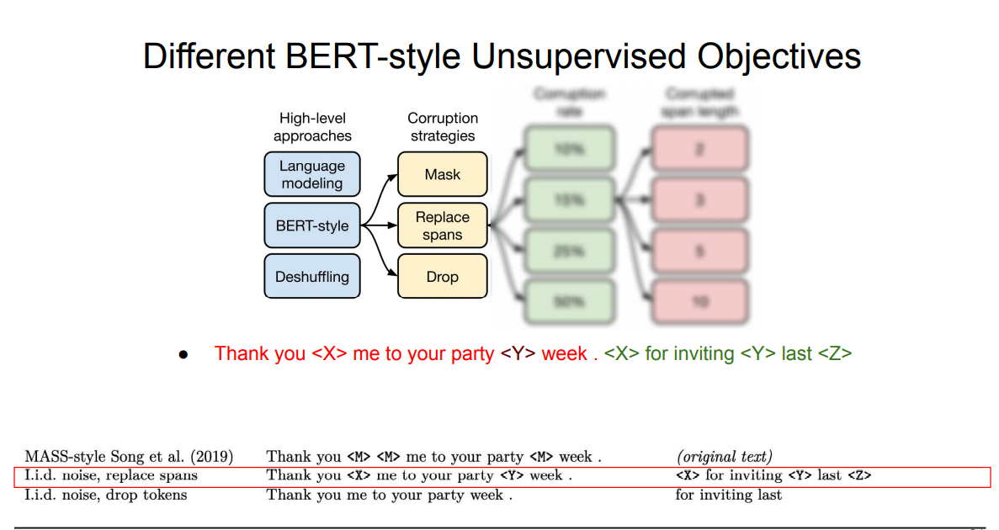 Different BERT-style Unsupervised Objectives
High-level
approaches
Corruption
strategies
Corruption
rate
Corrupted
span length
Language
modeling
Mask
10%
2
BERT-style
Replace
spans
15%
3
25%
5
Deshuffling
Drop
50%
10
● Thank you <X> me to your party <Y> week . <X> for inviting <Y> last <Z>
MASS-style Song et al. (2019) Thank you <M> <M> me to your party <M> week . (original text)
I.i.d. noise, replace spans Thank you <X> me to your party <Y> week . <X> for inviting <Y> last <Z>
I.i.d. noise, drop tokens Thank you me to your party week . for inviting last